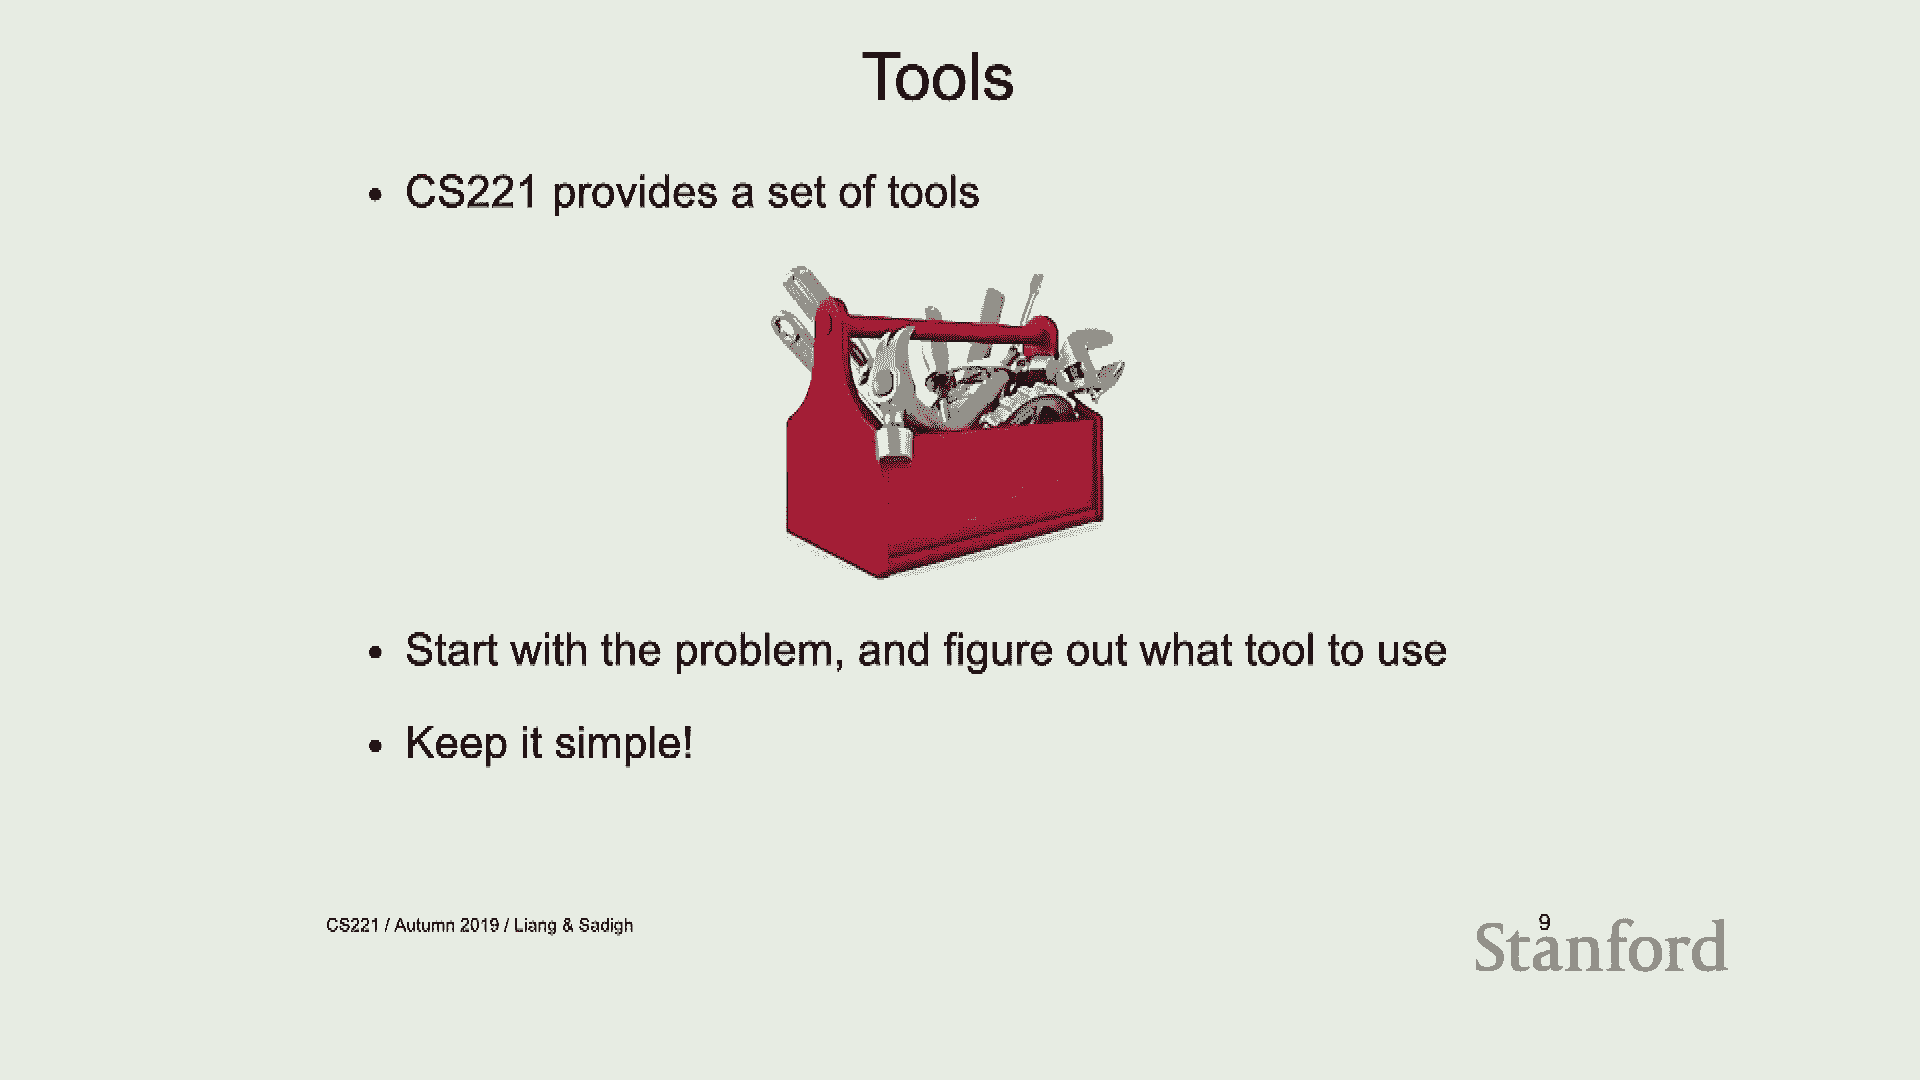 Tools
• CS221 provides a set of tools
• Start with the problem, and figure out what tool to use
• Keep it simple!
CS221 / Autumn 2019 / Liang & Sadigh
9
Stanford